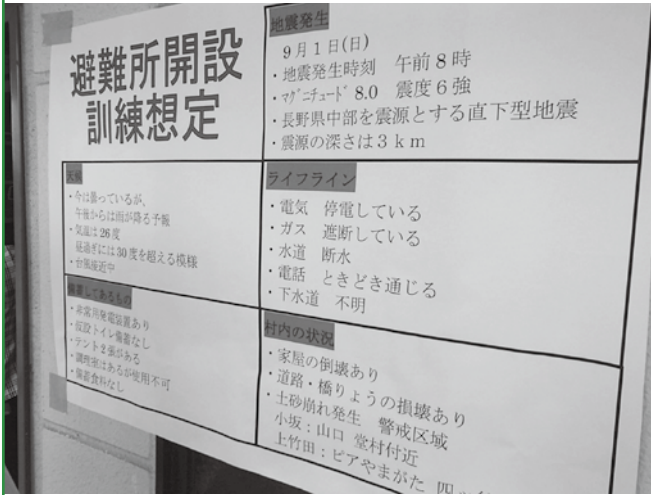 避難所開設
訓練想定
地震発生
9月1日(日)
・地震発生時刻 午前8時
・マグニチュード 8.0 震度6強
・長野県中部を震源とする直下型地震
・震源の深さは3km
天候
・今は曇っているが、
午後からは雨が降る予報
・気温は26度
昼過ぎには30度を超える模様
・台風接近中
ライフライン
・電気 停電している
・ガス 遮断している
・水道 断水
・電話 ときどき通じる
・下水道 不明
備蓄してあるもの
・非常用発電装置あり
・仮設トイレ備蓄なし
・テント2張がある
・調理室はあるが使用不可
・備蓄食料なし
村内の状況
・家屋の倒壊あり
・道路・橋りょうの損壊あり
・土砂崩れ発生 警戒区域
小坂：山口 堂村付近
上竹田：ピアやまがた